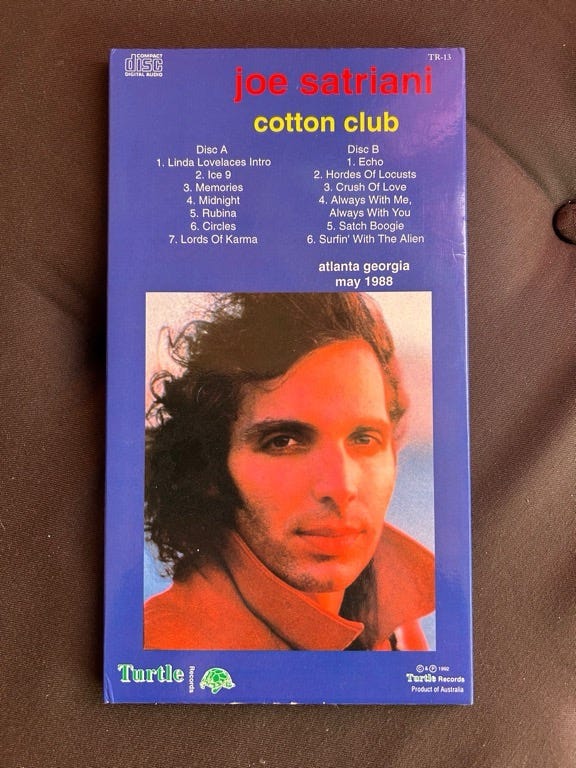 COMPACT
disc
DIGITAL AUDIO
TR-13
joe satriani
cotton club
Disc A
1. Linda Lovelaces Intro
2. Ice 9
3. Memories
4. Midnight
5. Rubina
6. Circles
7. Lords Of Karma
Disc B
1. Echo
2. Hordes Of Locusts
3. Crush Of Love
4. Always With Me,
Always With You
5. Satch Boogie
6. Surfin' With The Alien
atlanta georgia
may 1988
Turtle
Records
© & ℗ 1992
Turtle Records
Product of Australia